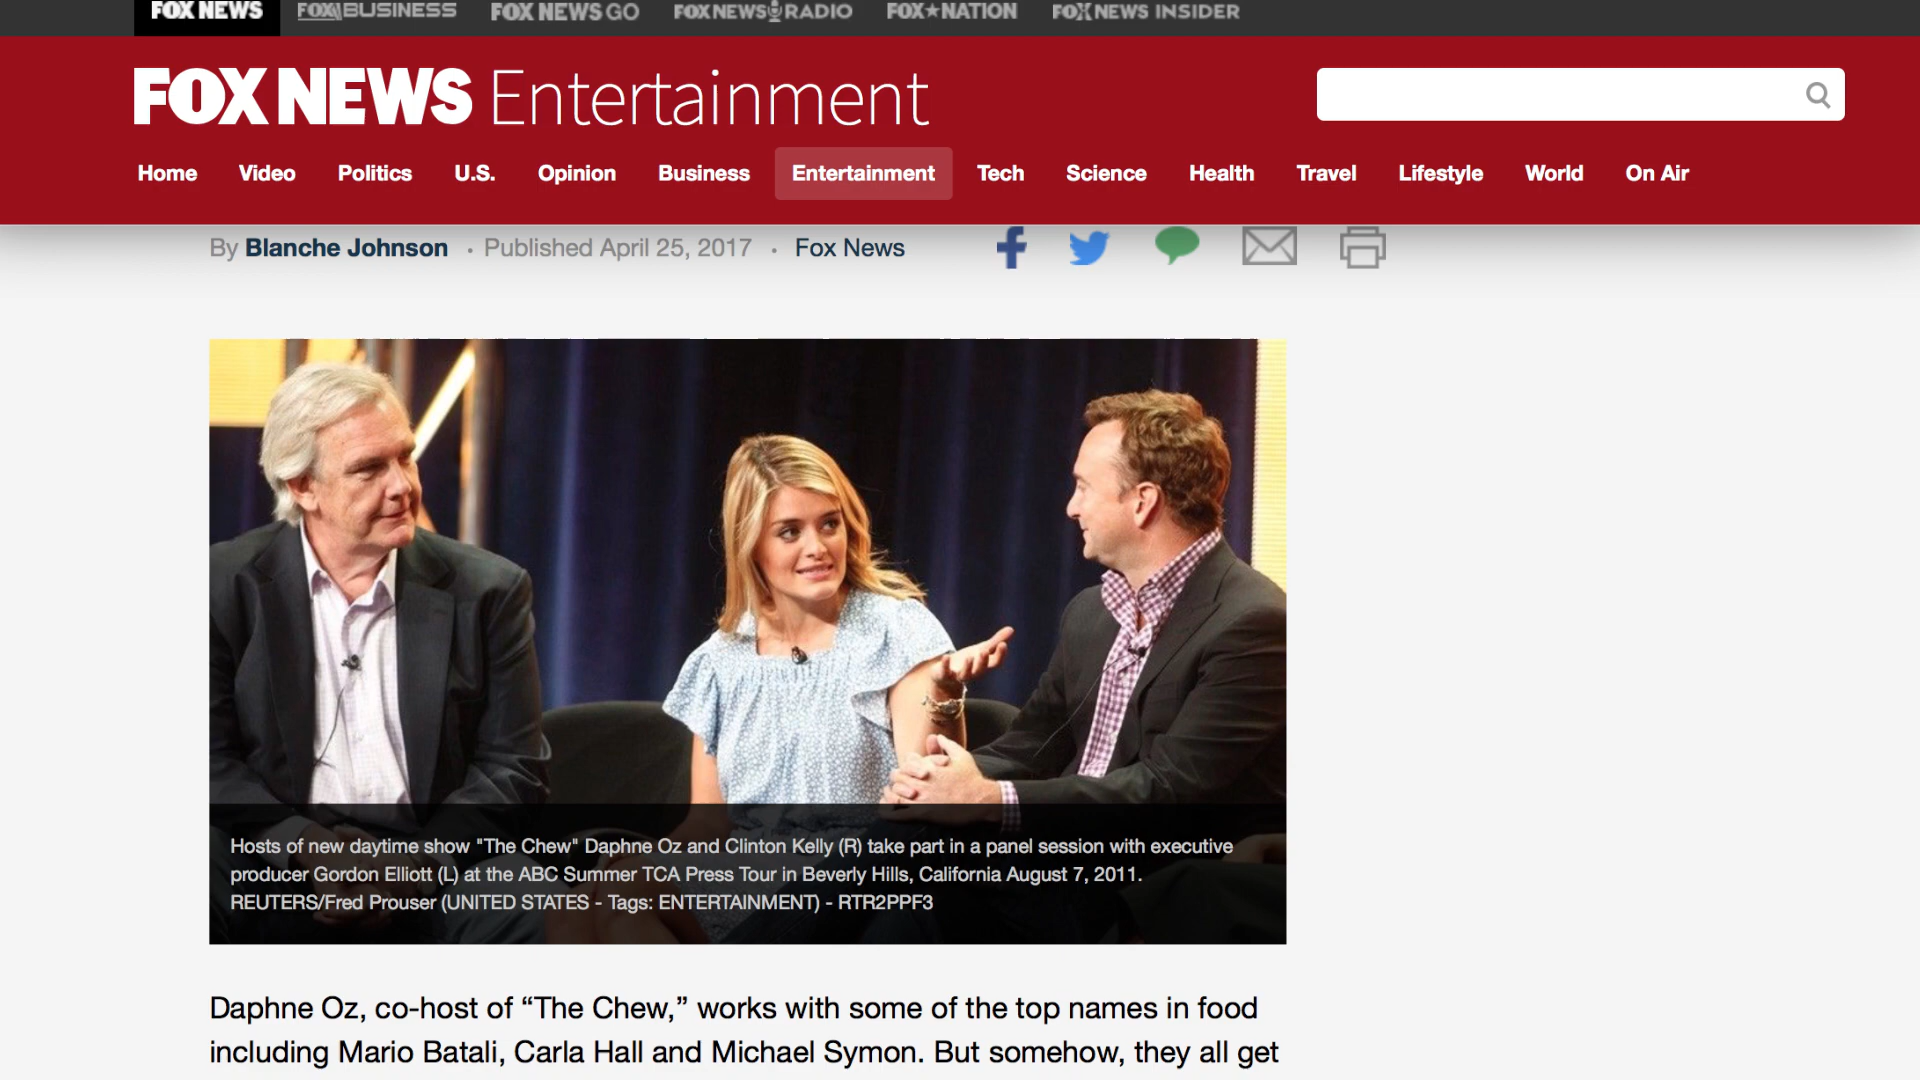 FOX NEWS FOX BUSINESS FOX NEWS GO FOX NEWS RADIO FOX NATION FOX NEWS INSIDER
FOX NEWS Entertainment
Home Video Politics U.S. Opinion Business Entertainment Tech Science Health Travel Lifestyle World On Air
By Blanche Johnson · Published April 25, 2017 · Fox News
Hosts of new daytime show "The Chew" Daphne Oz and Clinton Kelly (R) take part in a panel session with executive
producer Gordon Elliott (L) at the ABC Summer TCA Press Tour in Beverly Hills, California August 7, 2011.
REUTERS/Fred Prouser (UNITED STATES - Tags: ENTERTAINMENT) - RTR2PPF3
Daphne Oz, co-host of “The Chew,” works with some of the top names in food
including Mario Batali, Carla Hall and Michael Symon. But somehow, they all get